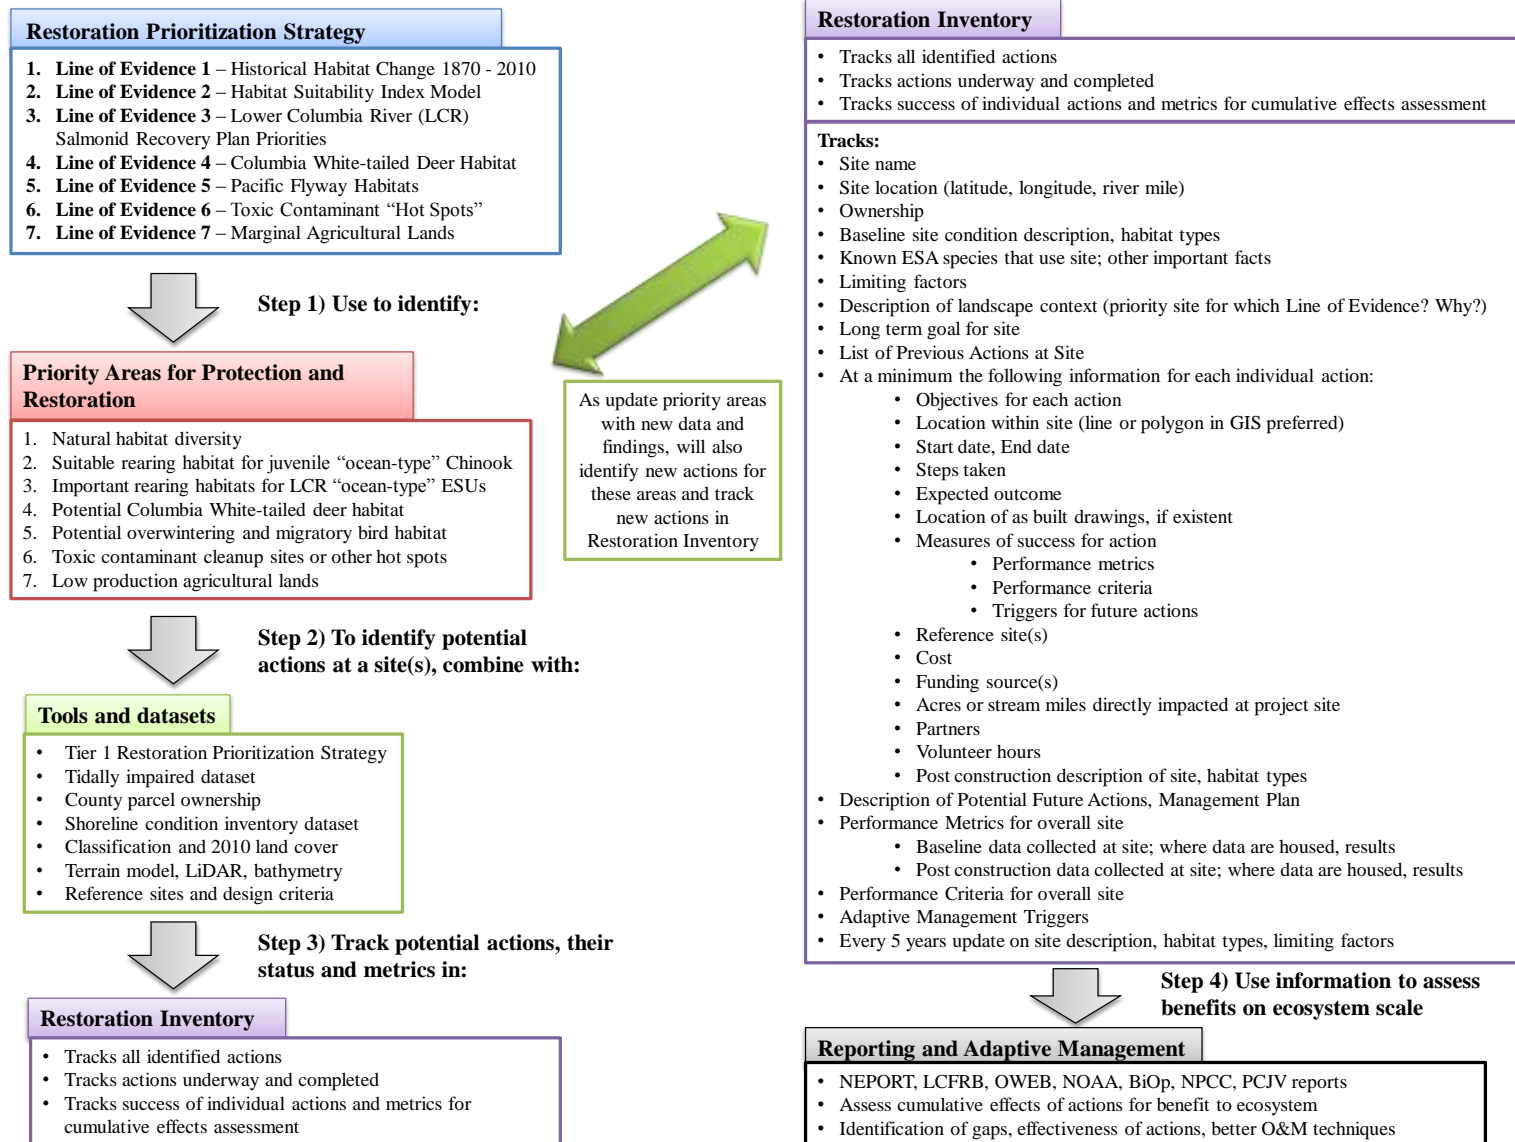 Restoration Prioritization Strategy
1. Line of Evidence 1 – Historical Habitat Change 1870 - 2010
2. Line of Evidence 2 – Habitat Suitability Index Model
3. Line of Evidence 3 – Lower Columbia River (LCR)
Salmonid Recovery Plan Priorities
4. Line of Evidence 4 – Columbia White-tailed Deer Habitat
5. Line of Evidence 5 – Pacific Flyway Habitats
6. Line of Evidence 6 – Toxic Contaminant “Hot Spots”
7. Line of Evidence 7 – Marginal Agricultural Lands
Step 1) Use to identify:
Priority Areas for Protection and
Restoration
1. Natural habitat diversity
2. Suitable rearing habitat for juvenile “ocean-type” Chinook
3. Important rearing habitats for LCR “ocean-type” ESUs
4. Potential Columbia White-tailed deer habitat
5. Potential overwintering and migratory bird habitat
6. Toxic contaminant cleanup sites or other hot spots
7. Low production agricultural lands
As update priority areas
with new data and
findings, will also
identify new actions for
these areas and track
new actions in
Restoration Inventory
Step 2) To identify potential
actions at a site(s), combine with:
Tools and datasets
• Tier 1 Restoration Prioritization Strategy
• Tidally impaired dataset
• County parcel ownership
• Shoreline condition inventory dataset
• Classification and 2010 land cover
• Terrain model, LiDAR, bathymetry
• Reference sites and design criteria
Step 3) Track potential actions, their
status and metrics in:
Restoration Inventory
• Tracks all identified actions
• Tracks actions underway and completed
• Tracks success of individual actions and metrics for
cumulative effects assessment
Restoration Inventory
• Tracks all identified actions
• Tracks actions underway and completed
• Tracks success of individual actions and metrics for cumulative effects assessment
Tracks:
• Site name
• Site location (latitude, longitude, river mile)
• Ownership
• Baseline site condition description, habitat types
• Known ESA species that use site; other important facts
• Limiting factors
• Description of landscape context (priority site for which Line of Evidence? Why?)
• Long term goal for site
• List of Previous Actions at Site
• At a minimum the following information for each individual action:
• Objectives for each action
• Location within site (line or polygon in GIS preferred)
• Start date, End date
• Steps taken
• Expected outcome
• Location of as built drawings, if existent
• Measures of success for action
• Performance metrics
• Performance criteria
• Triggers for future actions
• Reference site(s)
• Cost
• Funding source(s)
• Acres or stream miles directly impacted at project site
• Partners
• Volunteer hours
• Post construction description of site, habitat types
• Description of Potential Future Actions, Management Plan
• Performance Metrics for overall site
• Baseline data collected at site; where data are housed, results
• Post construction data collected at site; where data are housed, results
• Performance Criteria for overall site
• Adaptive Management Triggers
• Every 5 years update on site description, habitat types, limiting factors
Step 4) Use information to assess
benefits on ecosystem scale
Reporting and Adaptive Management
• NEPORT, LCFRB, OWEB, NOAA, BiOp, NPCC, PCJV reports
• Assess cumulative effects of actions for benefit to ecosystem
• Identification of gaps, effectiveness of actions, better O&M techniques